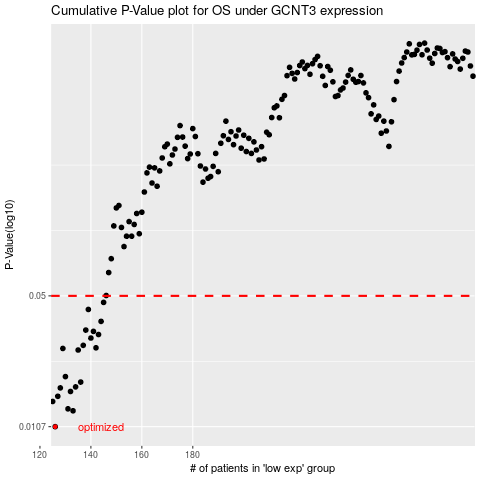 Cumulative P-Value plot for OS under GCNT3 expression
P-Value(log10)
0.05
0.0107
optimized
120 140 160 180
# of patients in 'low exp' group